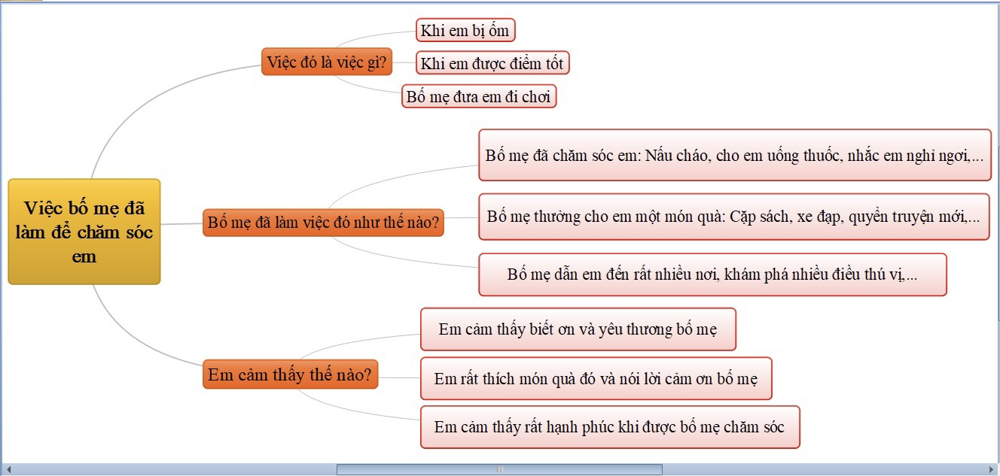 Việc bố mẹ đã
làm để chăm sóc
em
Việc đó là việc gì?
Khi em bị ốm
Khi em được điểm tốt
Bố mẹ đưa em đi chơi
Bố mẹ đã làm việc đó như thế nào?
Bố mẹ đã chăm sóc em: Nấu cháo, cho em uống thuốc, nhắc em nghỉ ngơi,...
Bố mẹ thưởng cho em một món quà: Cặp sách, xe đạp, quyển truyện mới,...
Bố mẹ dẫn em đến rất nhiều nơi, khám phá nhiều điều thú vị,...
Em cảm thấy thế nào?
Em cảm thấy biết ơn và yêu thương bố mẹ
Em rất thích món quà đó và nói lời cảm ơn bố mẹ
Em cảm thấy rất hạnh phúc khi được bố mẹ chăm sóc